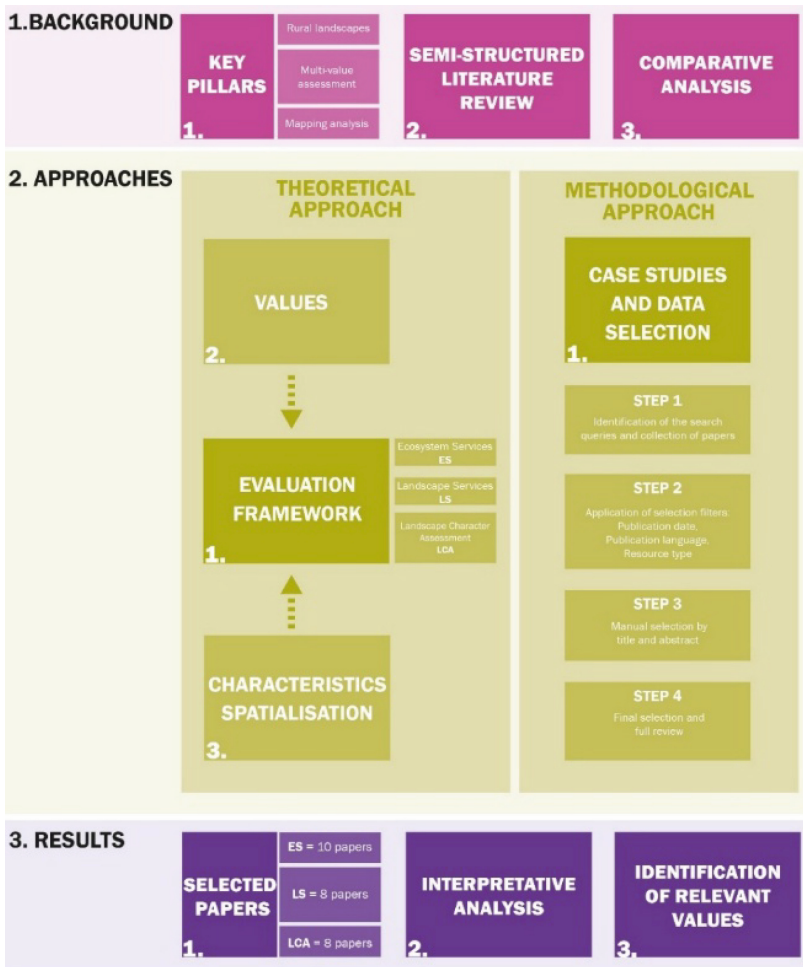 1.BACKGROUND
KEY
PILLARS
1.
Rural landscapes
Multi-value
assessment
Mapping analysis
SEMI-STRUCTURED
LITERATURE
REVIEW
2.
COMPARATIVE
ANALYSIS
3.
2. APPROACHES
THEORETICAL
APPROACH
VALUES
2.
EVALUATION
FRAMEWORK
1.
Ecosystem Services
ES
Landscape Services
LS
Landscape Character
Assessment
LCA
CHARACTERISTICS
SPATIALISATION
3.
METHODOLOGICAL
APPROACH
CASE STUDIES
AND DATA
SELECTION
1.
STEP 1
Identification of the search
queries and collection of papers
STEP 2
Application of selection filters:
Publication date,
Publication language,
Resource type
STEP 3
Manual selection by
title and abstract
STEP 4
Final selection and
full review
3. RESULTS
SELECTED
PAPERS
1.
ES = 10 papers
LS = 8 papers
LCA = 8 papers
INTERPRETATIVE
ANALYSIS
2.
IDENTIFICATION
OF RELEVANT
VALUES
3.